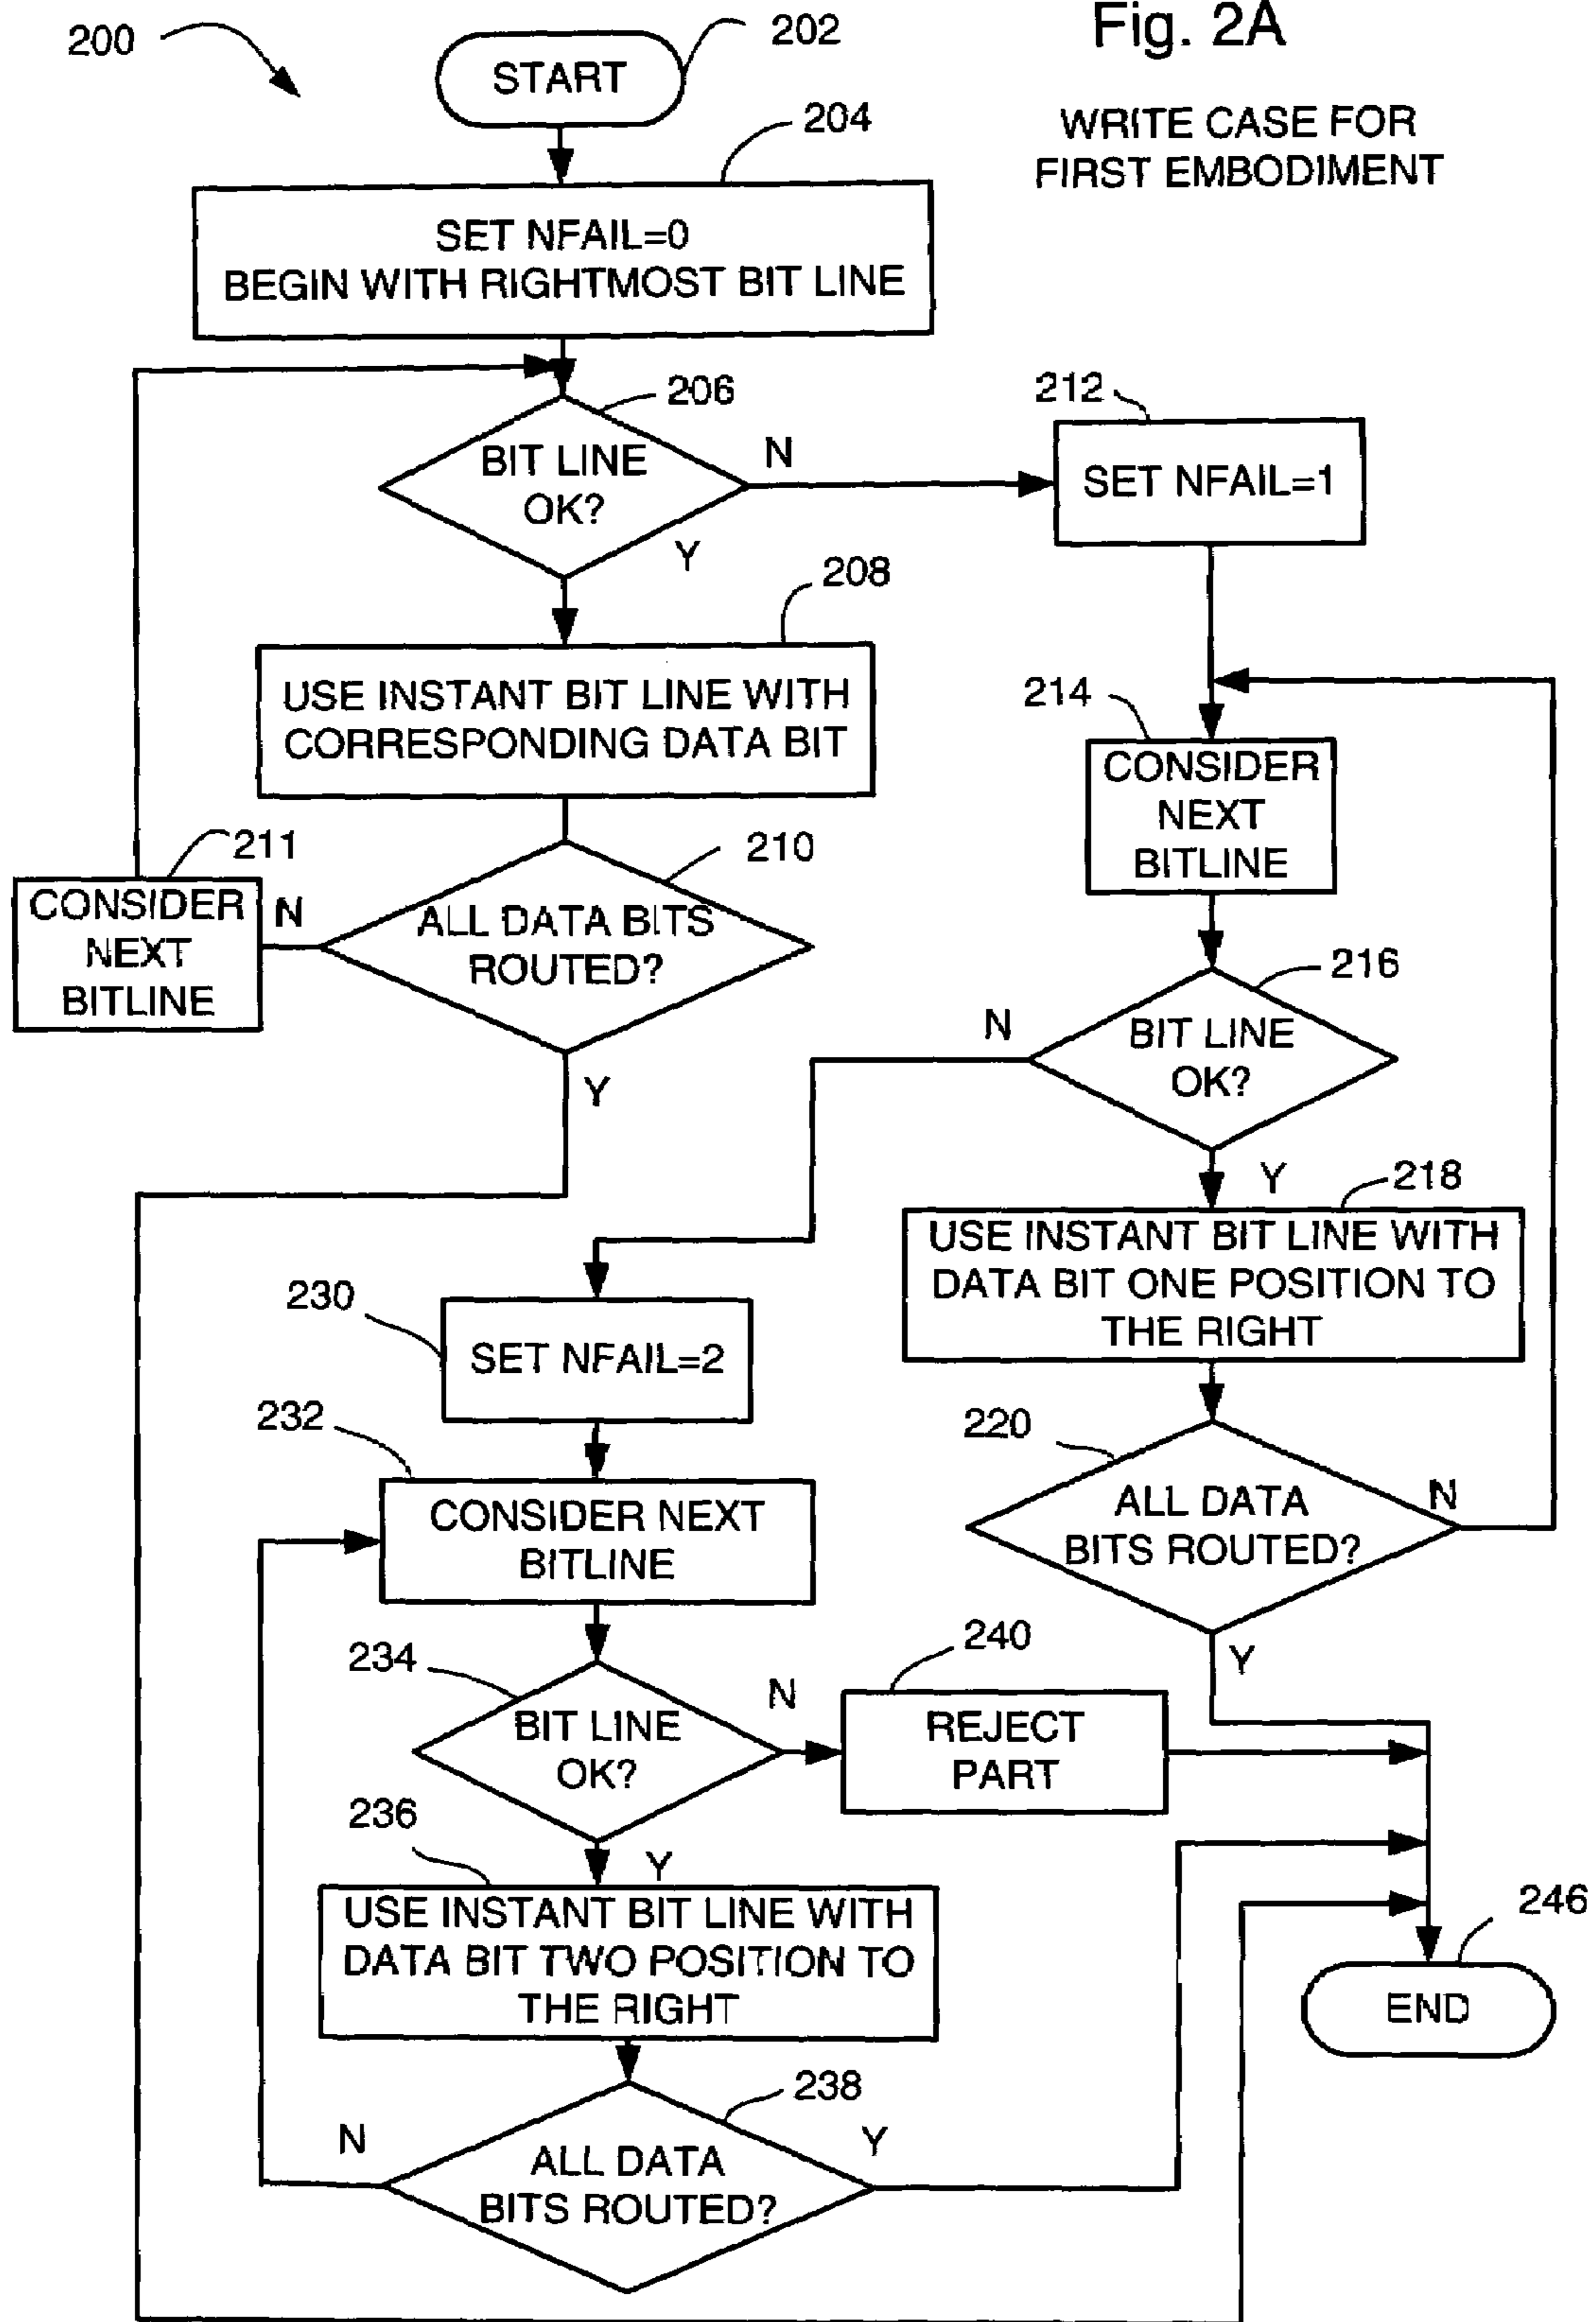 Fig. 2A
WRITE CASE FOR
FIRST EMBODIMENT
200
202
START
204
SET NFAIL=0
BEGIN WITH RIGHTMOST BIT LINE
206
BIT LINE
OK?
N
Y
212
SET NFAIL=1
208
USE INSTANT BIT LINE WITH
CORRESPONDING DATA BIT
210
ALL DATA BITS
ROUTED?
N
Y
211
CONSIDER
NEXT
BITLINE
214
CONSIDER
NEXT
BITLINE
216
BIT LINE
OK?
N
Y
218
USE INSTANT BIT LINE WITH
DATA BIT ONE POSITION TO
THE RIGHT
220
ALL DATA
BITS ROUTED?
N
Y
230
SET NFAIL=2
232
CONSIDER NEXT
BITLINE
234
BIT LINE
OK?
N
Y
240
REJECT
PART
236
USE INSTANT BIT LINE WITH
DATA BIT TWO POSITION TO
THE RIGHT
238
ALL DATA
BITS ROUTED?
N
Y
246
END